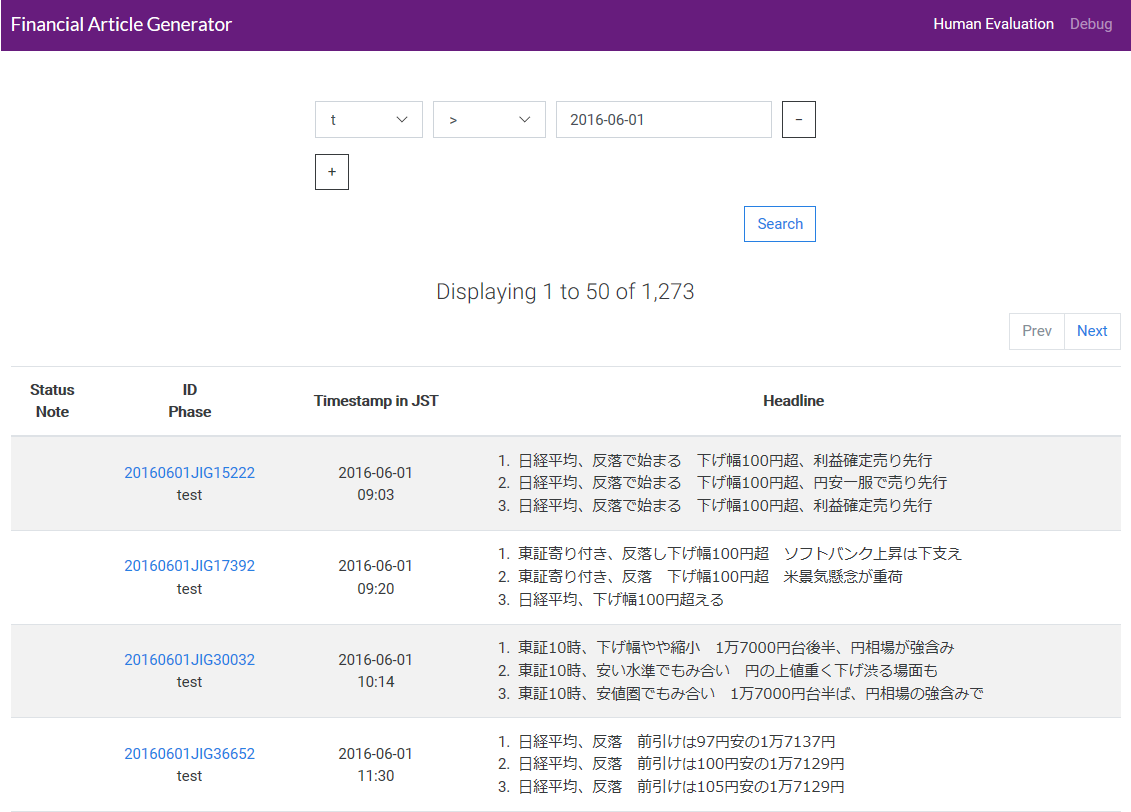 Financial Article Generator
Human Evaluation Debug
t > 2016-06-01 −
+
Search
Displaying 1 to 50 of 1,273
Prev Next
Status Note
ID Phase
Timestamp in JST
Headline
20160601JIG15222
test
2016-06-01
09:03
1. 日経平均、反落で始まる　下げ幅100円超、利益確定売り先行
2. 日経平均、反落で始まる　下げ幅100円超、円安一服で売り先行
3. 日経平均、反落で始まる　下げ幅100円超、利益確定売り先行
20160601JIG17392
test
2016-06-01
09:20
1. 東証寄り付き、反落し下げ幅100円超　ソフトバンク上昇は下支え
2. 東証寄り付き、反落　下げ幅100円超　米景気懸念が重荷
3. 日経平均、下げ幅100円超える
20160601JIG30032
test
2016-06-01
10:14
1. 東証10時、下げ幅やや縮小　1万7000円台後半、円相場が強含み
2. 東証10時、安い水準でもみ合い　円の上値重く下げ渋る場面も
3. 東証10時、安値圏でもみ合い　1万7000円台半ば、円相場の強含みで
20160601JIG36652
test
2016-06-01
11:30
1. 日経平均、反落　前引けは97円安の1万7137円
2. 日経平均、反落　前引けは100円安の1万7129円
3. 日経平均、反落　前引けは105円安の1万7129円